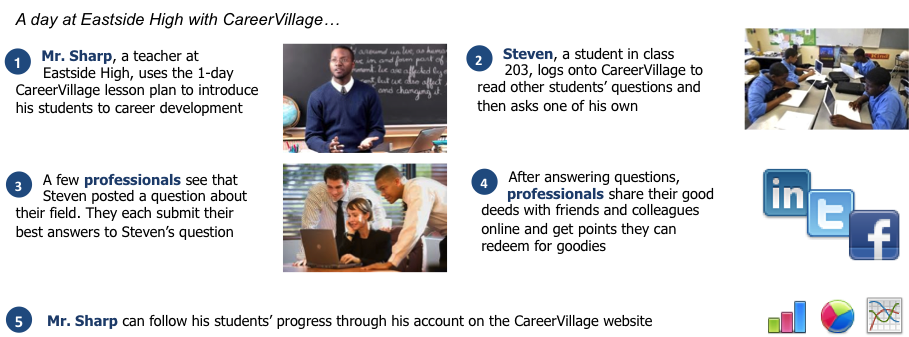 A day at Eastside High with CareerVillage…
1
Mr. Sharp, a teacher at
Eastside High, uses the 1-day
CareerVillage lesson plan to introduce
his students to career development
2
Steven, a student in class
203, logs onto CareerVillage to
read other students’ questions and
then asks one of his own
3
A few professionals see that
Steven posted a question about
their field. They each submit their
best answers to Steven’s question
4
After answering questions,
professionals share their good
deeds with friends and colleagues
online and get points they can
redeem for goodies
in
t
f
5
Mr. Sharp can follow his students’ progress through his account on the CareerVillage website